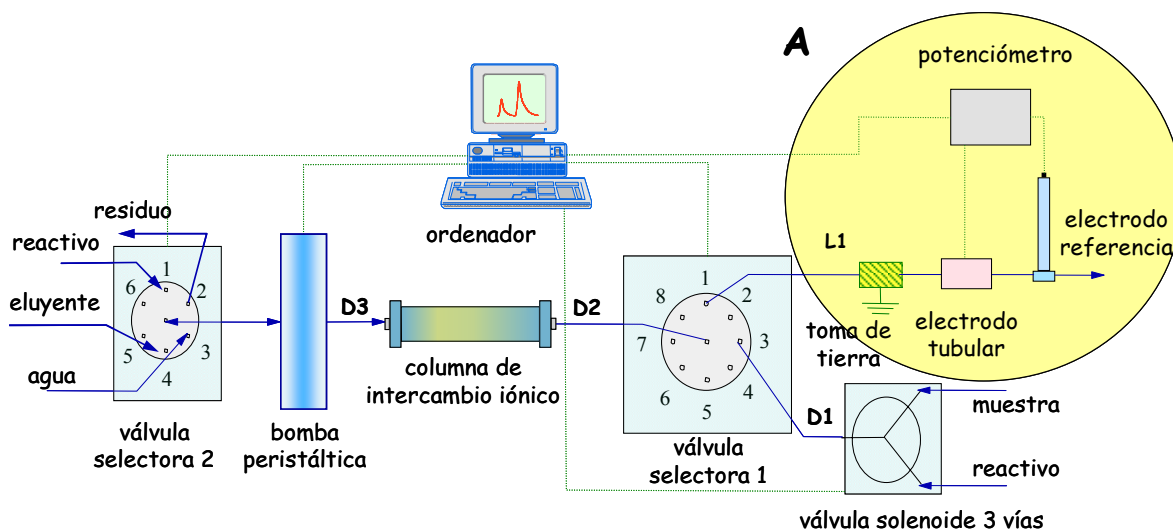 A
potenciómetro
residuo
reactivo
ordenador
L1
electrodo
referencia
1
6
2
eluyente
D3
D2
5
3
agua
4
1
8
2
7
3
6
4
5
toma de
tierra
electrodo
tubular
columna de
intercambio iónico
D1
muestra
reactivo
válvula
selectora 2
bomba
peristáltica
válvula
selectora 1
válvula solenoide 3 vías